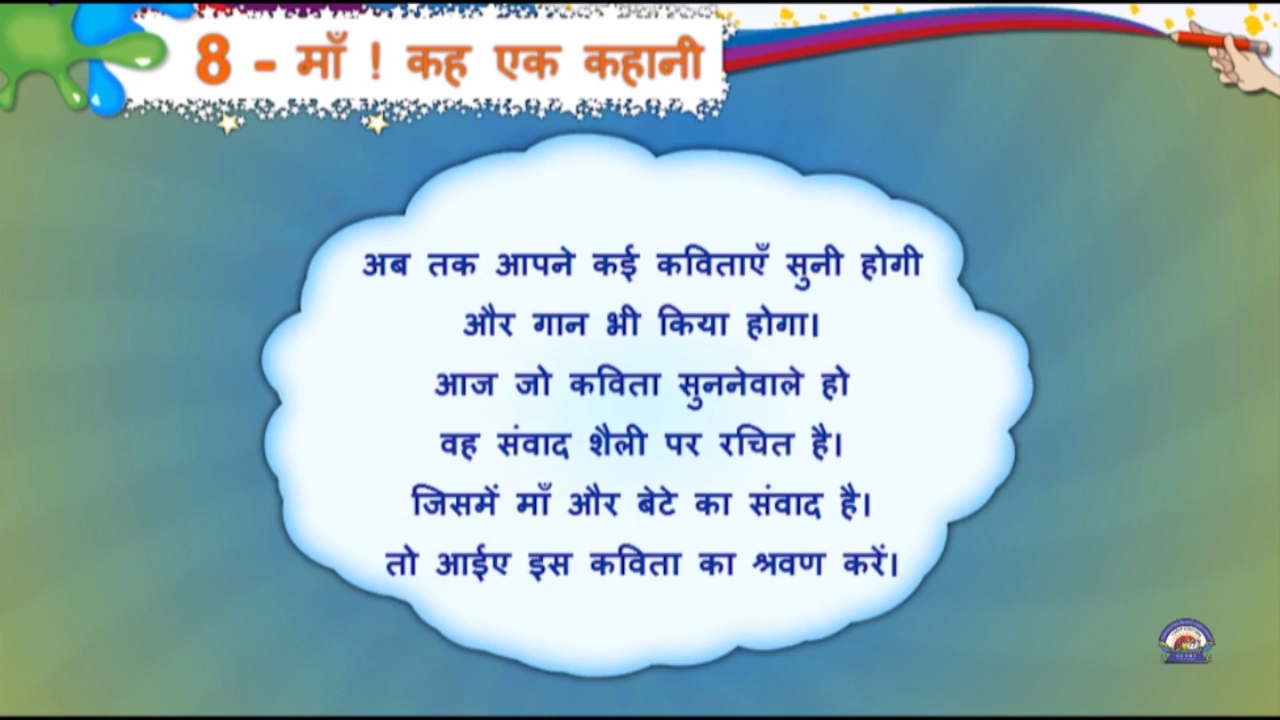 8 - माँ ! कह एक कहानी
अब तक आपने कई कविताएँ सुनी होगी
और गान भी किया होगा।
आज जो कविता सुननेवाले हो
वह संवाद शैली पर रचित है।
जिसमें माँ और बेटे का संवाद है।
तो आईए इस कविता का श्रवण करें।